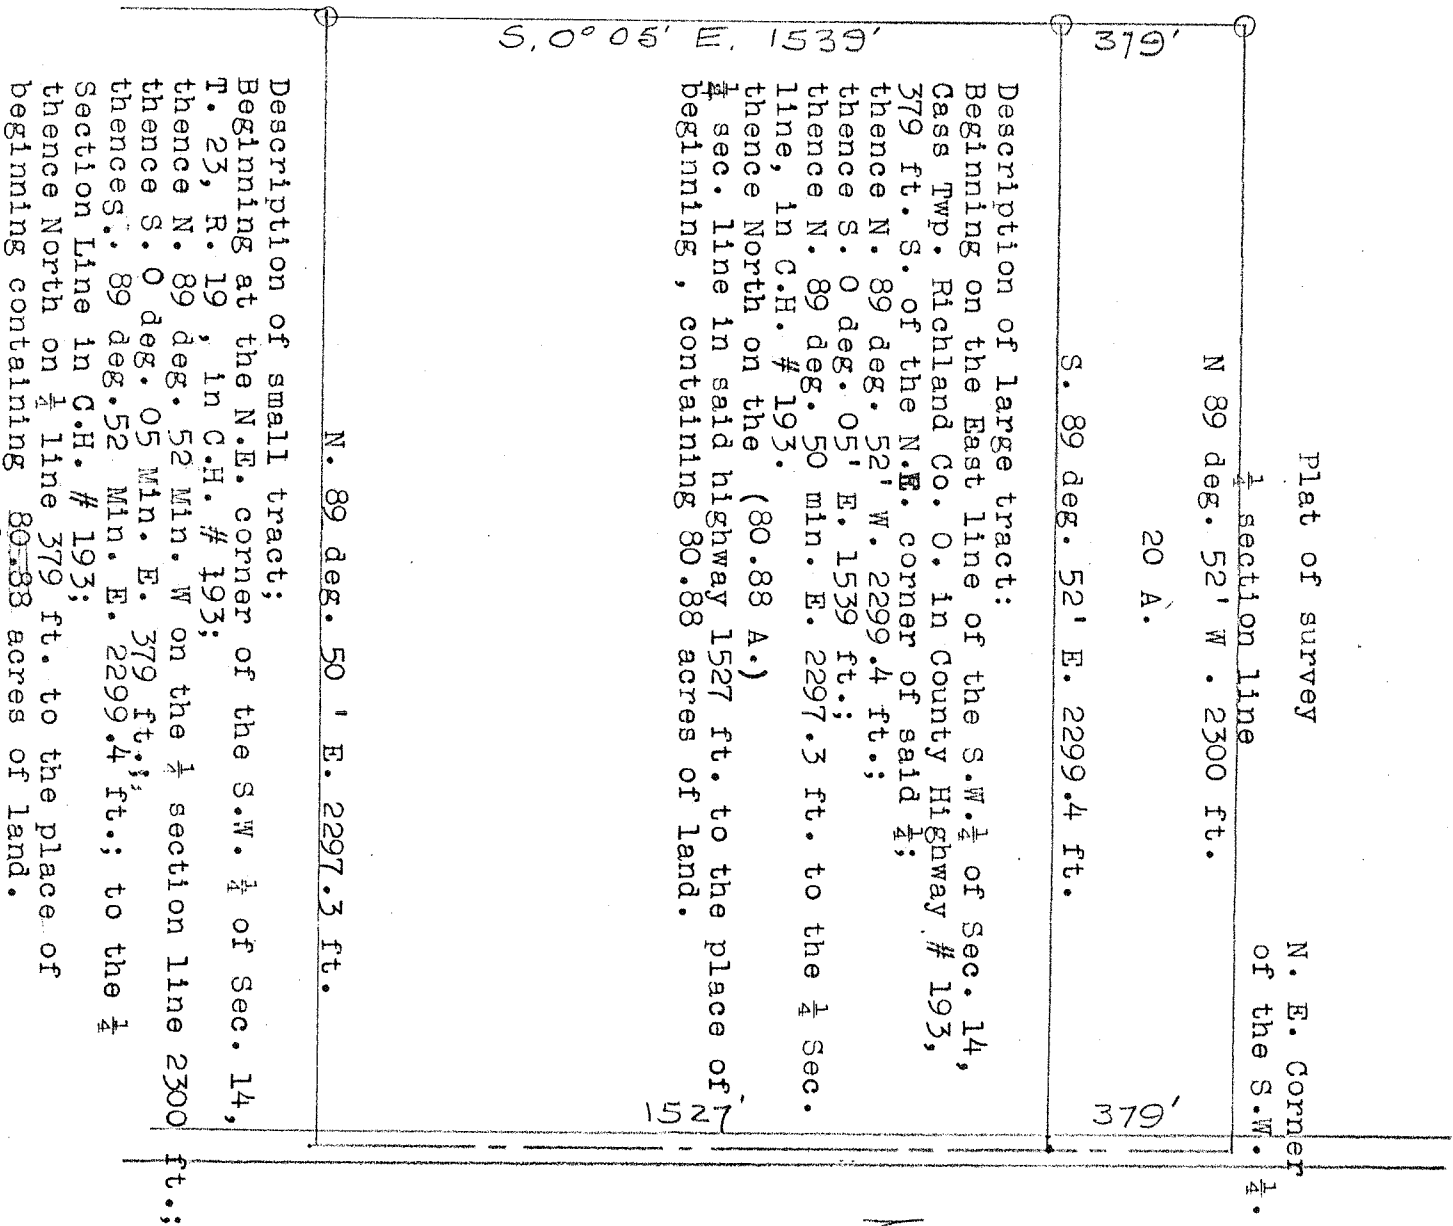 Plat of survey
N. E. Corner
of the S.W. ¼.
¼ section line
N 89 deg. 52' W . 2300 ft.
379'
20 A.
379'
S. 89 deg. 52' E. 2299.4 ft.
S. 0° 05' E. 1539'
Description of large tract:
Beginning on the East line of the S.W.¼ of Sec. 14,
Cass Twp. Richland Co. O. in County Highway # 193,
379 ft. S. of the N.E. corner of said ¼;
thence N. 89 deg. 52' W. 2299.4 ft.;
thence S. 0 deg. 05' E. 1539 ft.;
thence N. 89 deg. 50 min. E. 2297.3 ft. to the ¼ Sec.
line, in C.H. # 193.
thence North on the (80.88 A.)
¼ sec. line in said highway 1527 ft. to the place of
beginning , containing 80.88 acres of land.
1527'
N. 89 deg. 50 ' E. 2297.3 ft.
Description of small tract;
Beginning at the N.E. corner of the S.W. ¼ of Sec. 14,
T. 23, R. 19 , in C.H. # 193;
thence N. 89 deg. 52 Min. W on the ¼ section line 2300 ft.;
thence S. 0 deg. 05 Min. E. 379 ft.;;
thence S. 89 deg.52 Min. E. 2299.4 ft.; to the ¼
Section Line in C.H. # 193;
thence North on ¼ line 379 ft. to the place of
beginning containing 80.88 acres of land.